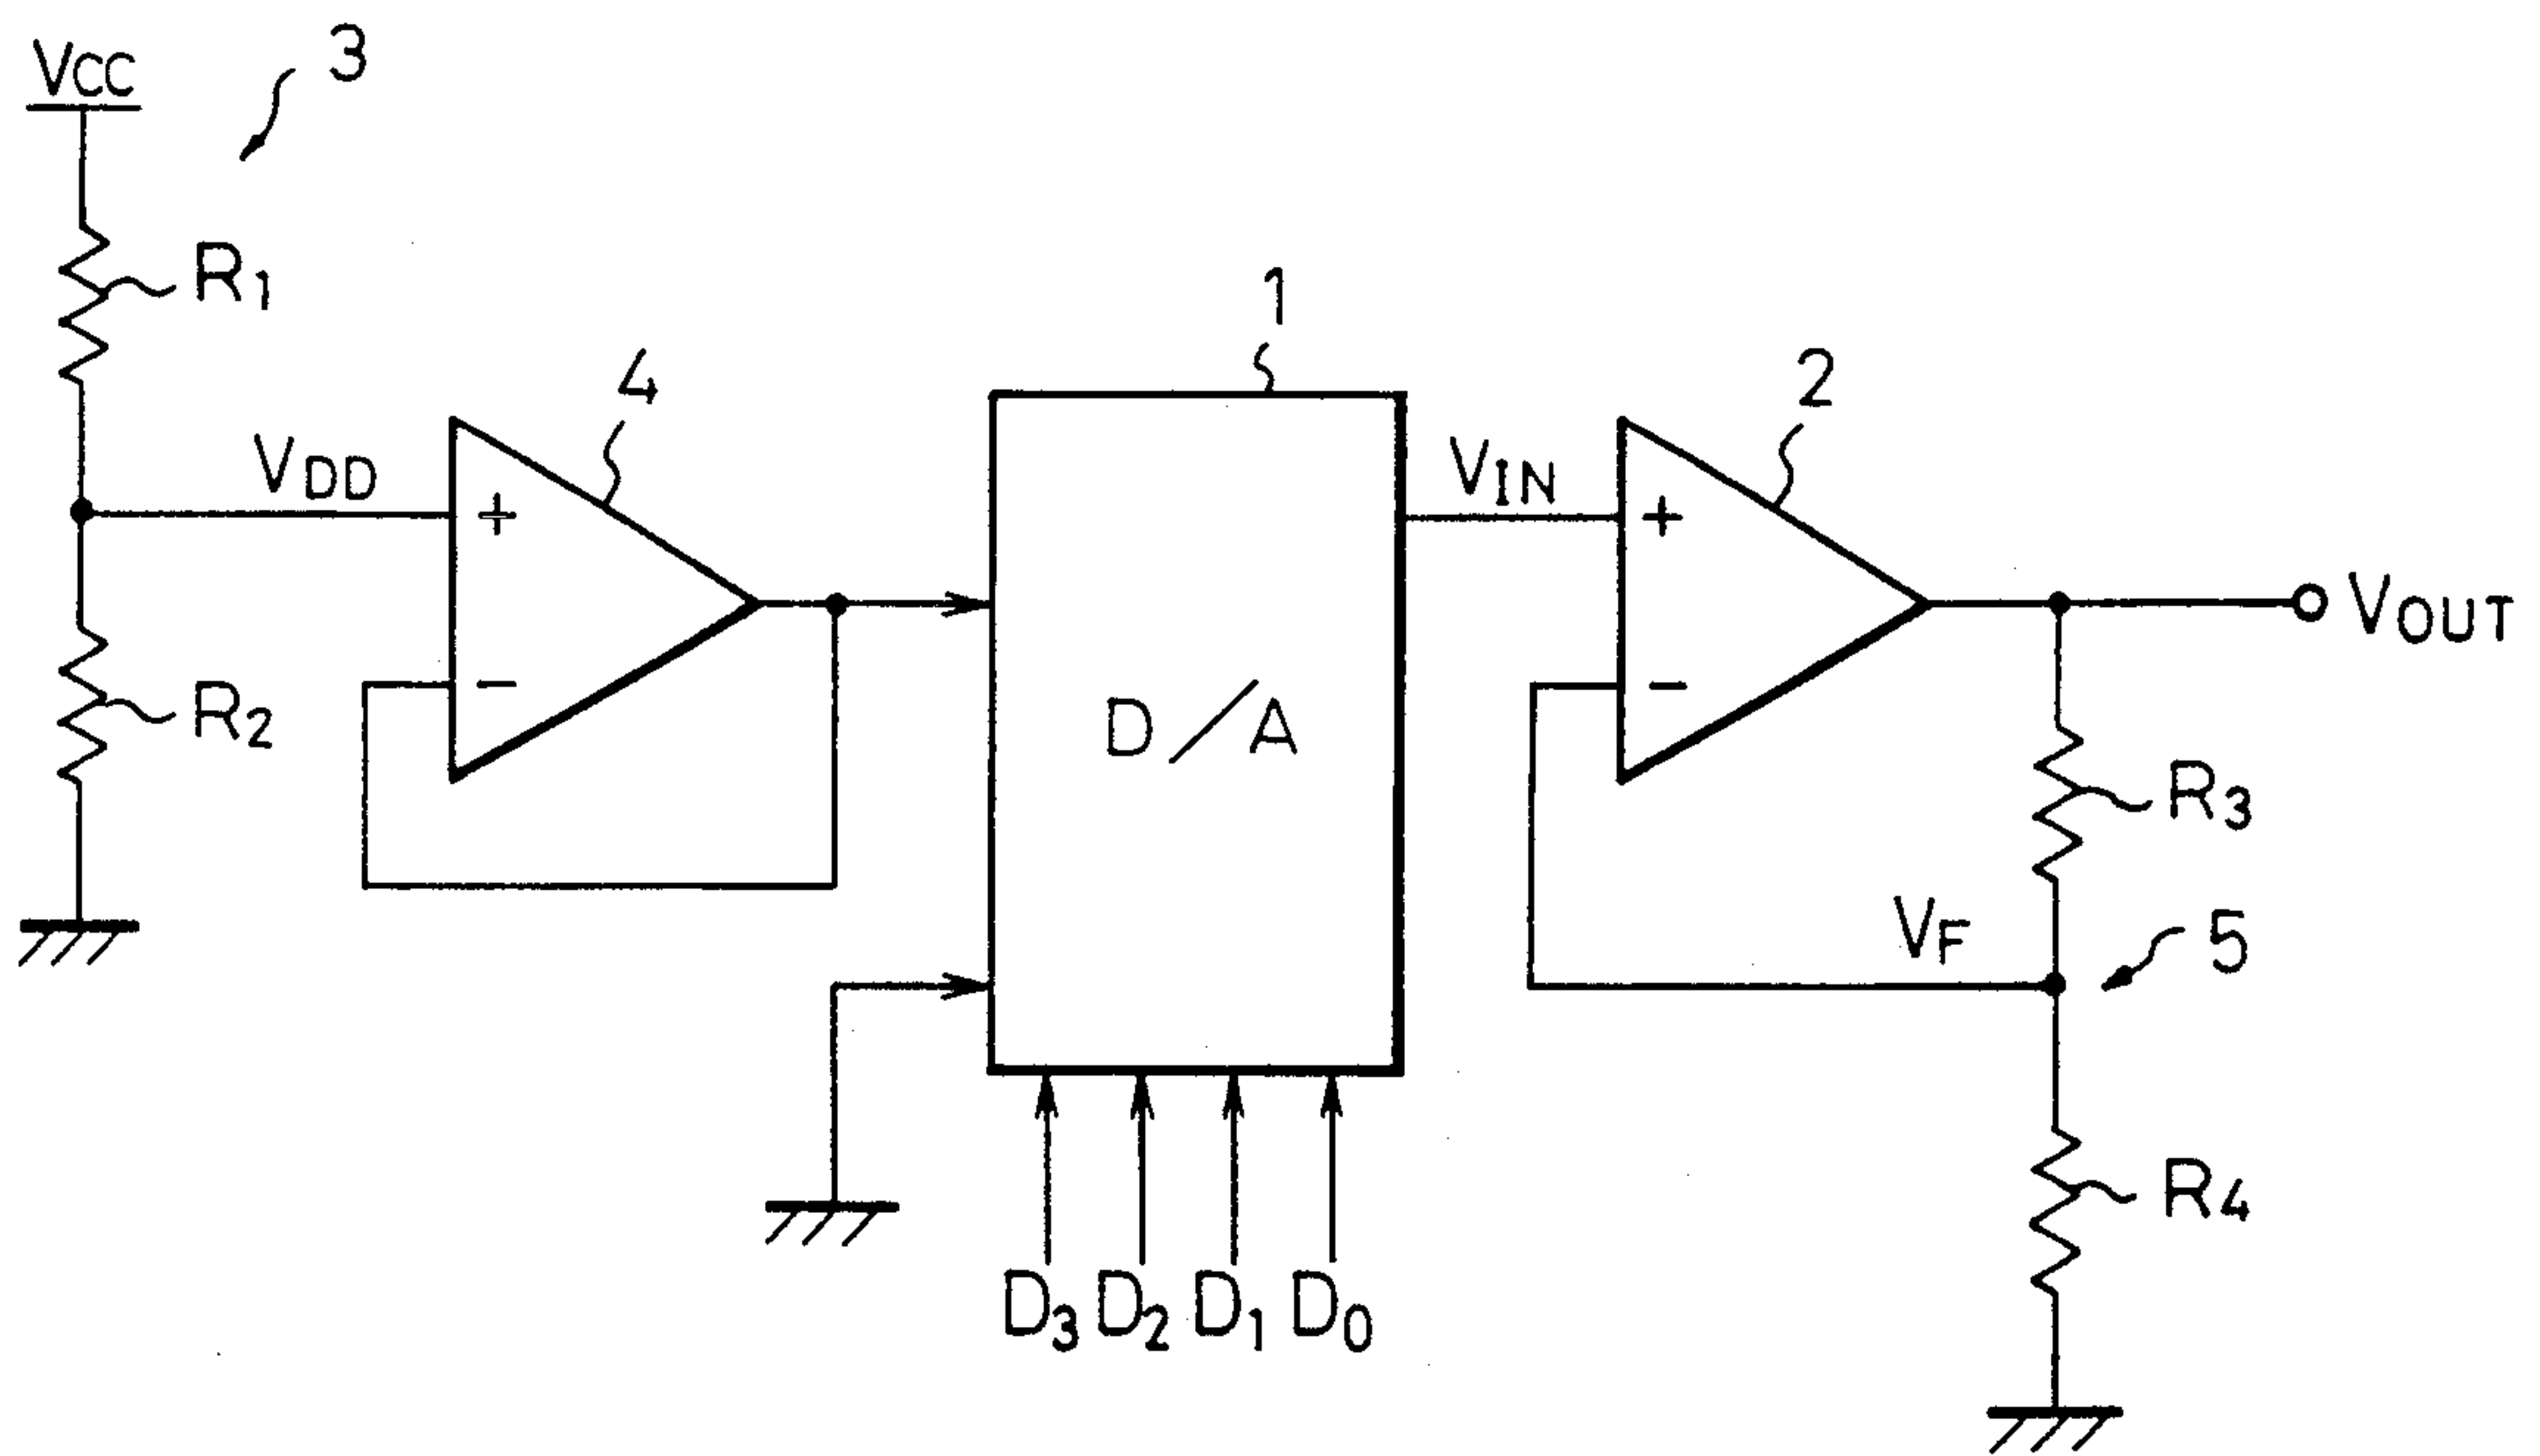 VCC
3
R1
1
4
2
VDD
VIN
+
+
VOUT
−
−
R2
D/A
R3
VF
5
R4
D3 D2 D1 D0